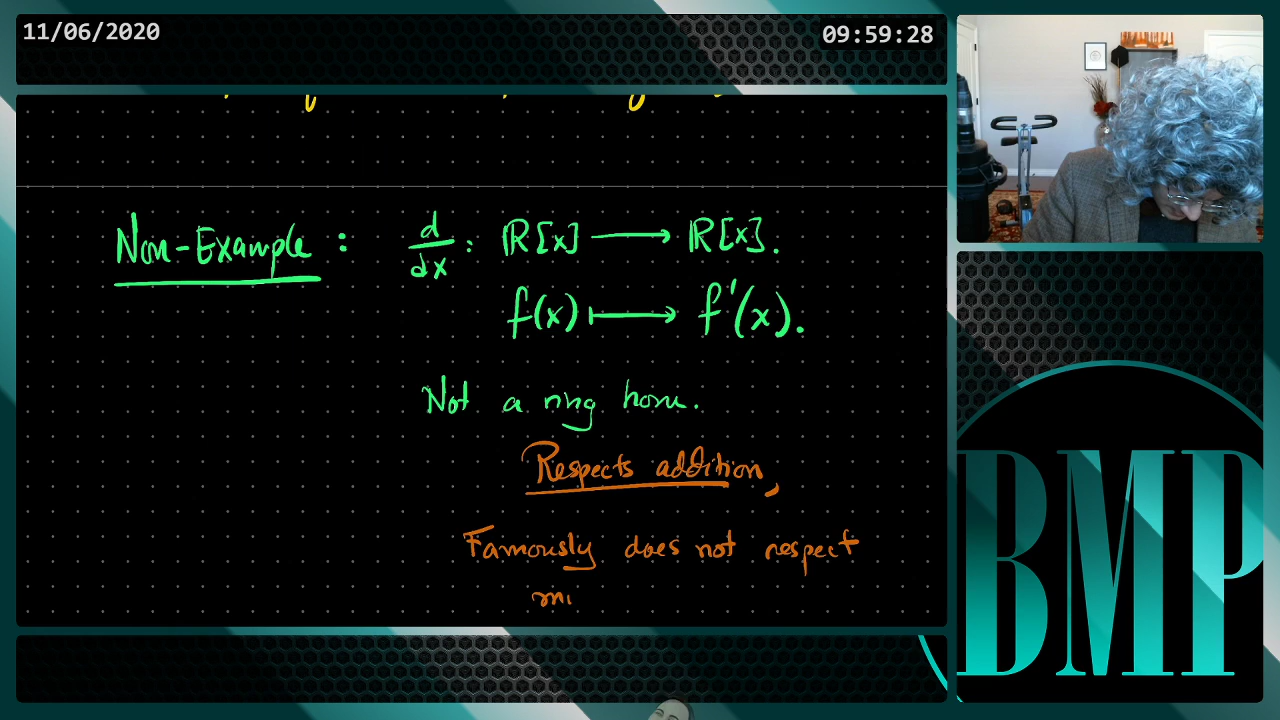 11/06/2020
09:59:28
Non-Example : d/dx : ℝ[x] ⟶ ℝ[x].
f(x) ⟼ f'(x).
Not a ring hom.
Respects addition,
Famously does not respect
BMP